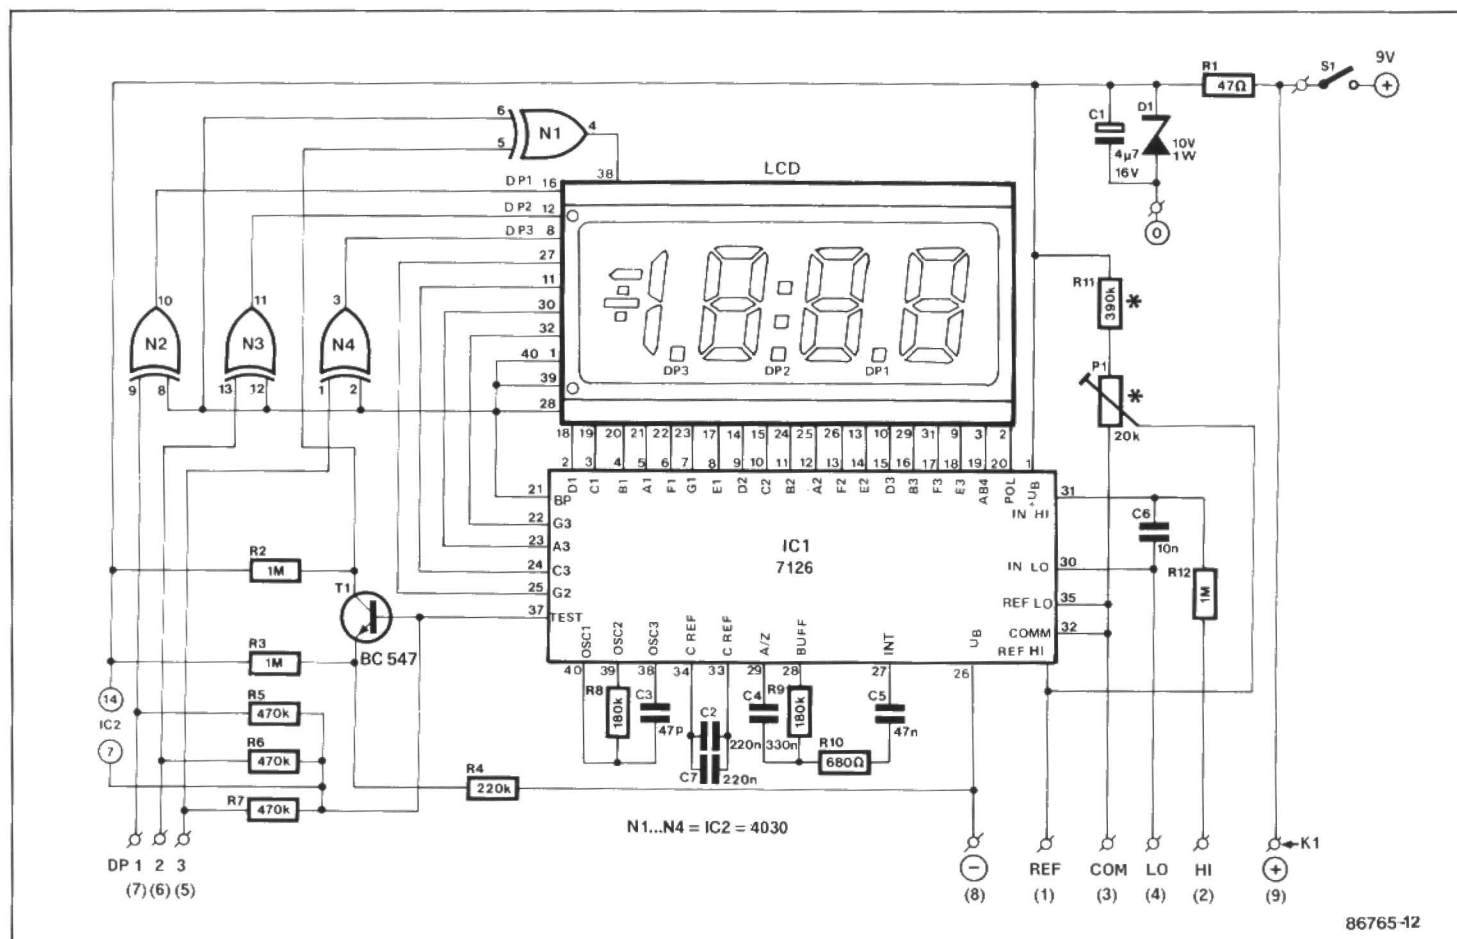 9V
R1
47Ω
S1
+
C1
4µ7
16V
D1
10V
1W
0
6
5
N1
4
38
LCD
DP1 16
DP2 12
DP3 8
27
11
30
32
40 1
39
28
DP3
DP2
DP1
10
11
3
N2
N3
N4
9
8
13
12
1
2
R11
390k
*
P1
*
20k
18 19 20 21 22 23 17 14 15 24 25 26 13 10 29 31 9 3 2
2 3 4 5 6 7 8 9 10 11 12 13 14 15 16 17 18 19 20 1
D1 C1 B1 A1 F1 G1 E1 D2 C2 B2 A2 F2 E2 D3 B3 F3 E3 AB4 POL +UB
21 BP
22 G3
23 A3
24 C3
25 G2
37 TEST
IC1
7126
IN HI 31
IN LO 30
REF LO 35
COMM 32
REF HI
C6
10n
R12
1M
OSC1 OSC2 OSC3 C REF C REF A/Z BUFF INT UB
40 39 38 34 33 29 28 27 26
R2
1M
T1
BC 547
R3
1M
14
IC2
7
R5
470k
R6
470k
R7
470k
R4
220k
R8
180k
C3
47p
C2
220n
C7
220n
C4
330n
R9
180k
R10
680Ω
C5
47n
N1...N4 = IC2 = 4030
DP 1 2 3
(7) (6) (5)
−
(8)
REF
(1)
COM
(3)
LO
(4)
HI
(2)
+
(9)
K1
86765-12